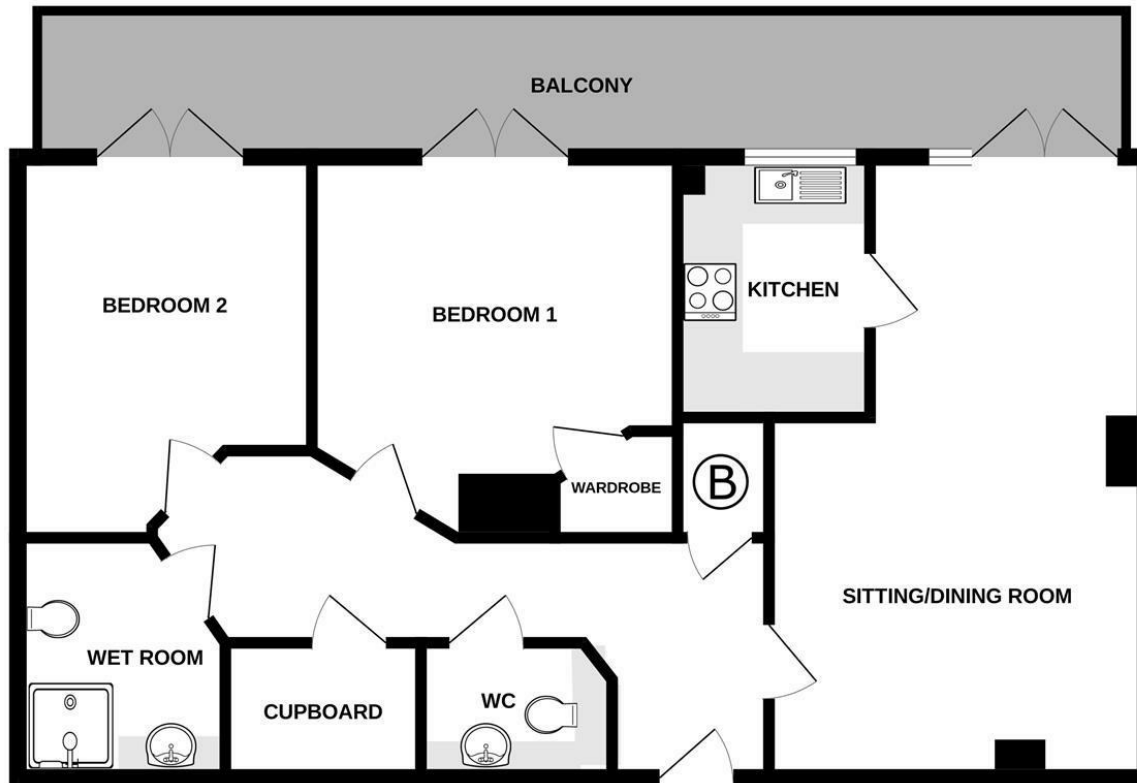 BALCONY
BEDROOM 2
BEDROOM 1
KITCHEN
WARDROBE
B
SITTING/DINING ROOM
WET ROOM
CUPBOARD
WC